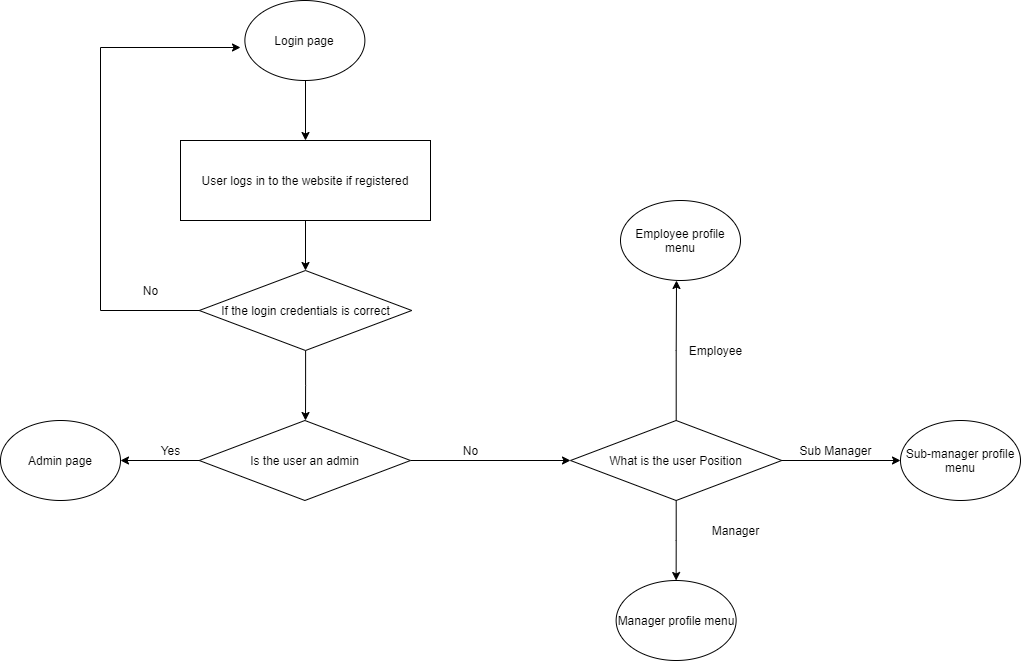 Login page
User logs in to the website if registered
Employee profile
menu
No
If the login credentials is correct
Employee
Yes
No
Sub Manager
Admin page
Is the user an admin
What is the user Position
Sub-manager profile
menu
Manager
Manager profile menu